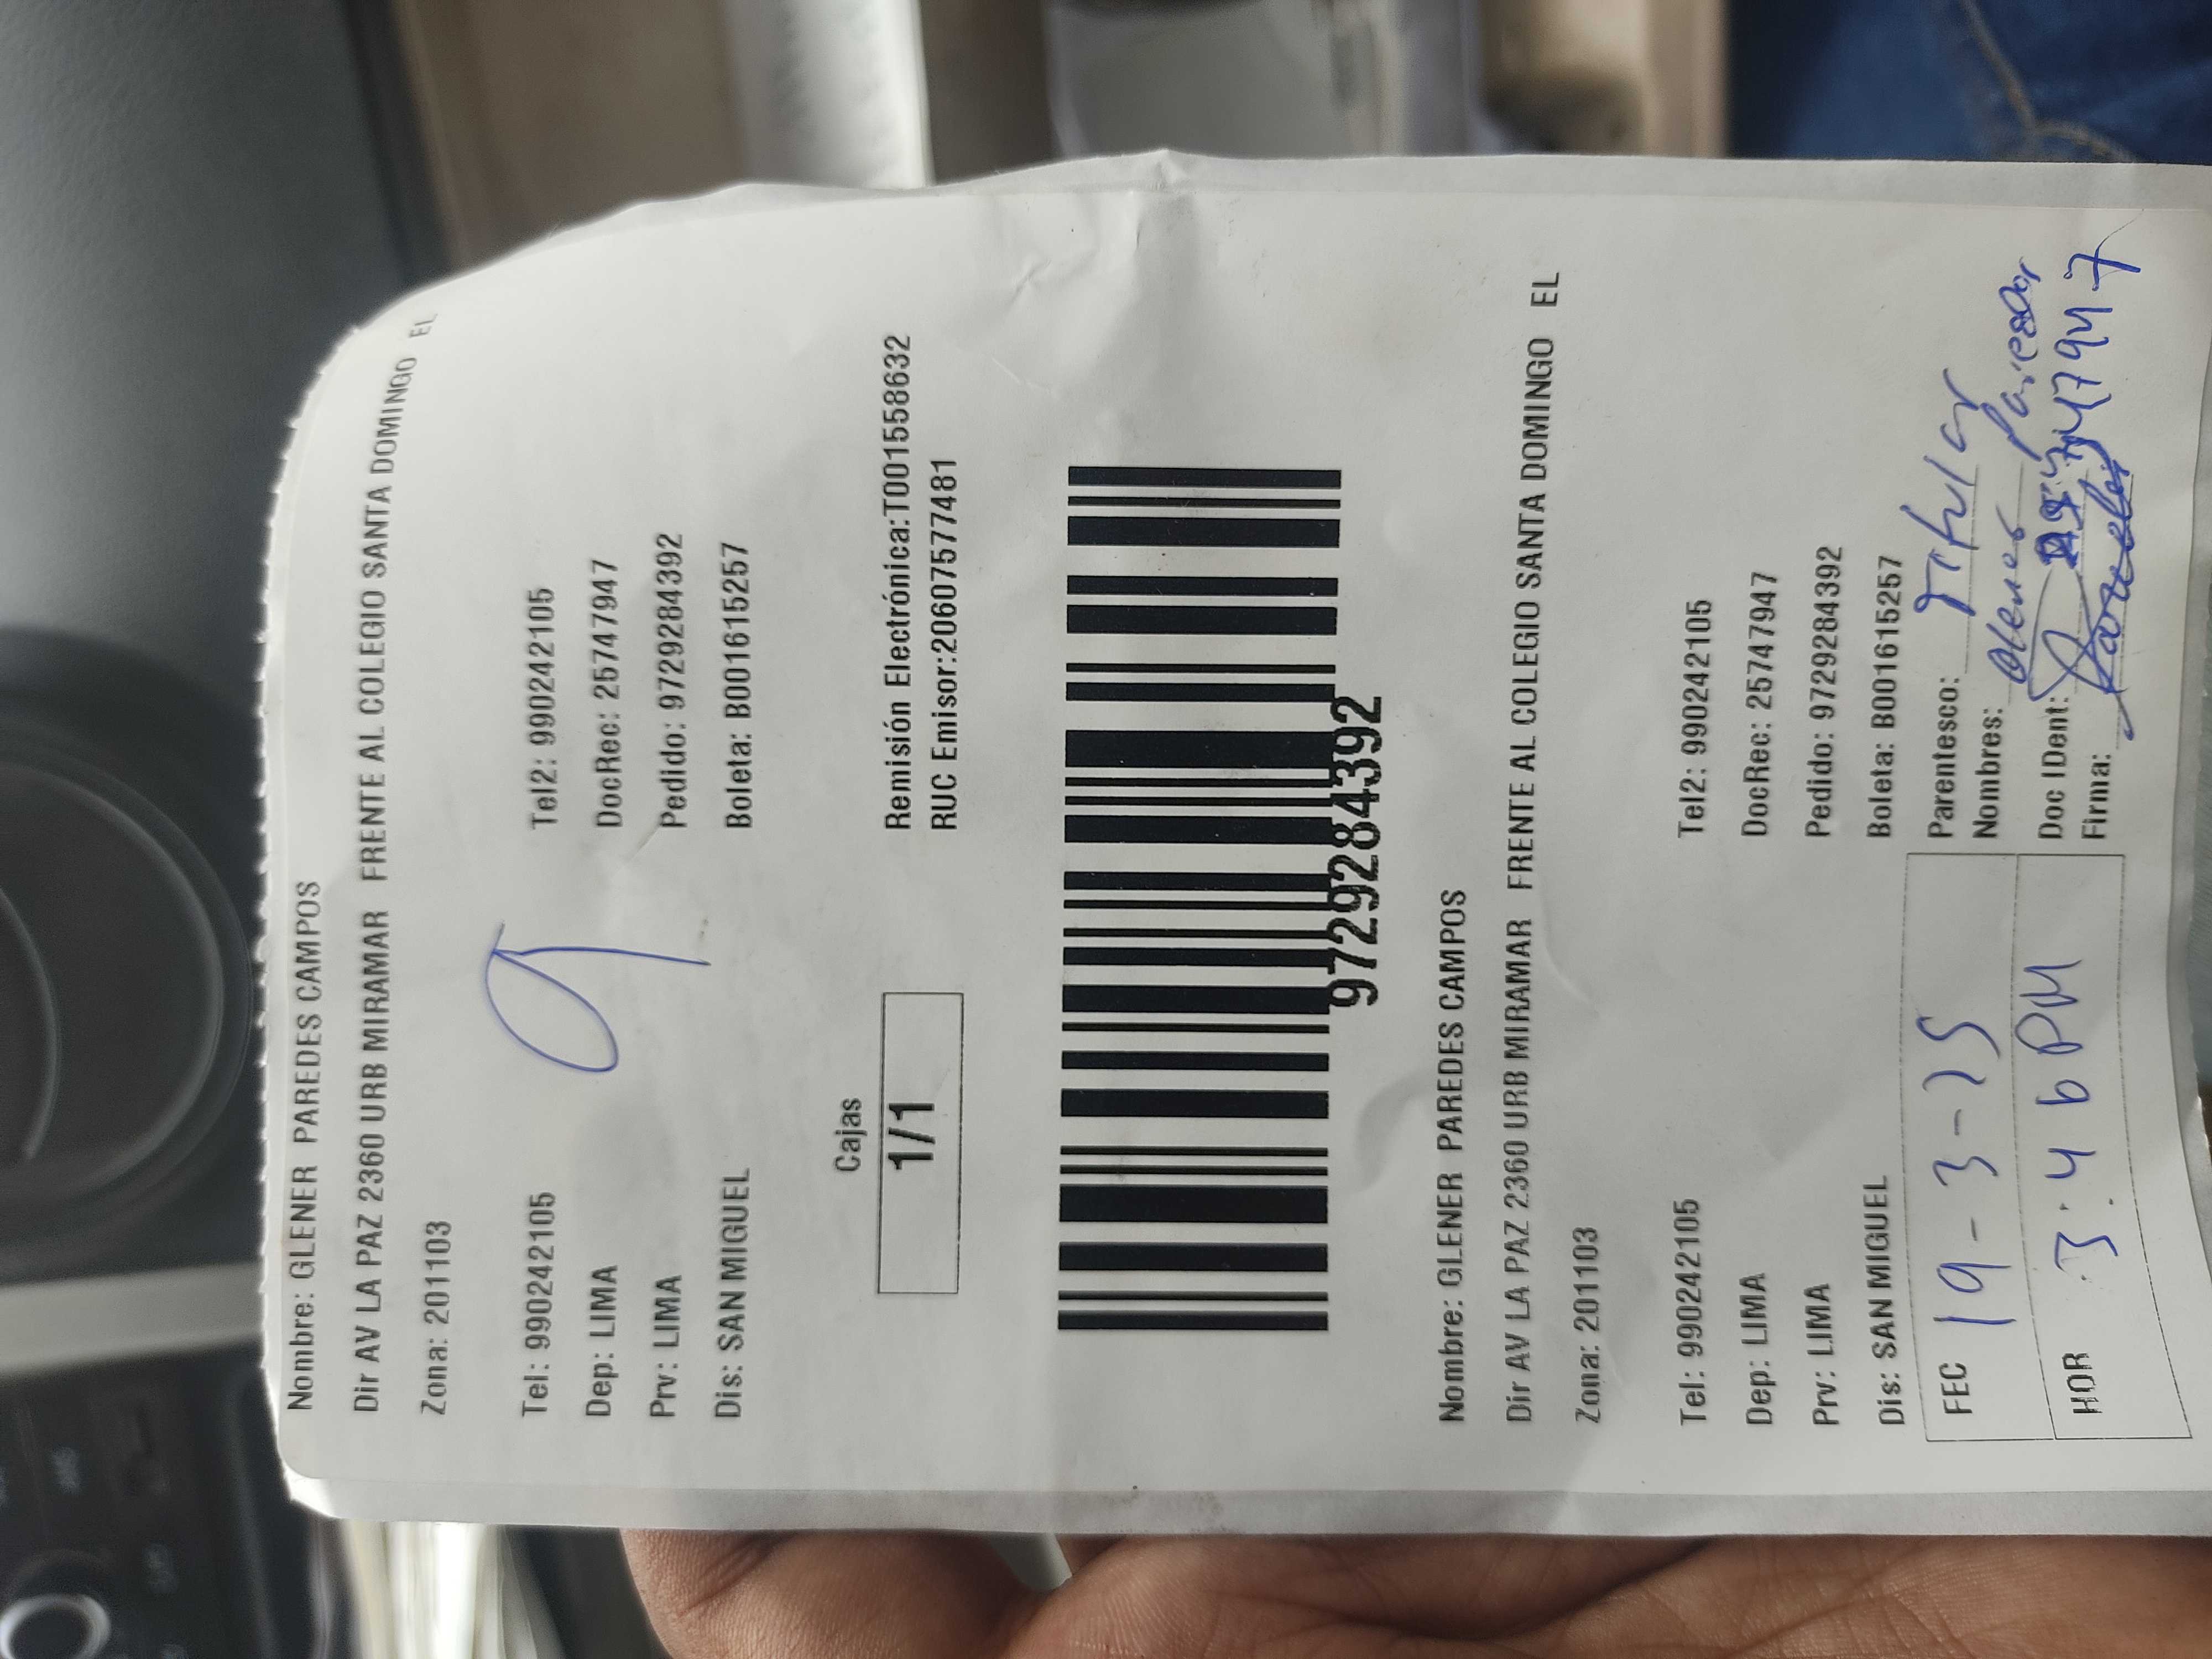 Nombre: GLENER PAREDES CAMPOS
Dir AV LA PAZ 2360 URB MIRAMAR FRENTE AL COLEGIO SANTA DOMINGO EL
Zona: 201103
9
Tel: 990242105 Tel2: 990242105
Dep: LIMA DocRec: 25747947
Prv: LIMA Pedido: 97292284392
Dis: SAN MIGUEL Boleta: B001615257
Cajas
1/1
Remisión Electrónica:T001558632
RUC Emisor:20607577481
97292284392
Nombre: GLENER PAREDES CAMPOS
Dir AV LA PAZ 2360 URB MIRAMAR FRENTE AL COLEGIO SANTA DOMINGO EL
Zona: 201103
Tel: 990242105 Tel2: 990242105
Dep: LIMA DocRec: 25747947
Prv: LIMA Pedido: 97292284392
Dis: SAN MIGUEL Boleta: B001615257
FEC 19-3-25 Parentesco: Titular
Nombres:
HOR 3:46 PM Doc IDent:
Firma: